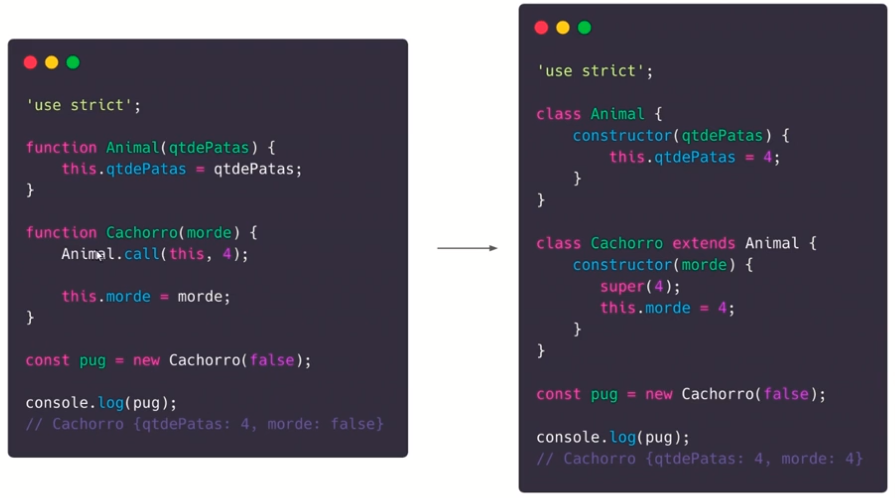 'use strict';
function Animal(qtdePatas) {
this.qtdePatas = qtdePatas;
}
function Cachorro(morde) {
Animal.call(this, 4);
this.morde = morde;
}
const pug = new Cachorro(false);
console.log(pug);
// Cachorro {qtdePatas: 4, morde: false}
'use strict';
class Animal {
constructor(qtdePatas) {
this.qtdePatas = 4;
}
}
class Cachorro extends Animal {
constructor(morde) {
super(4);
this.morde = 4;
}
}
const pug = new Cachorro(false);
console.log(pug);
// Cachorro {qtdePatas: 4, morde: 4}